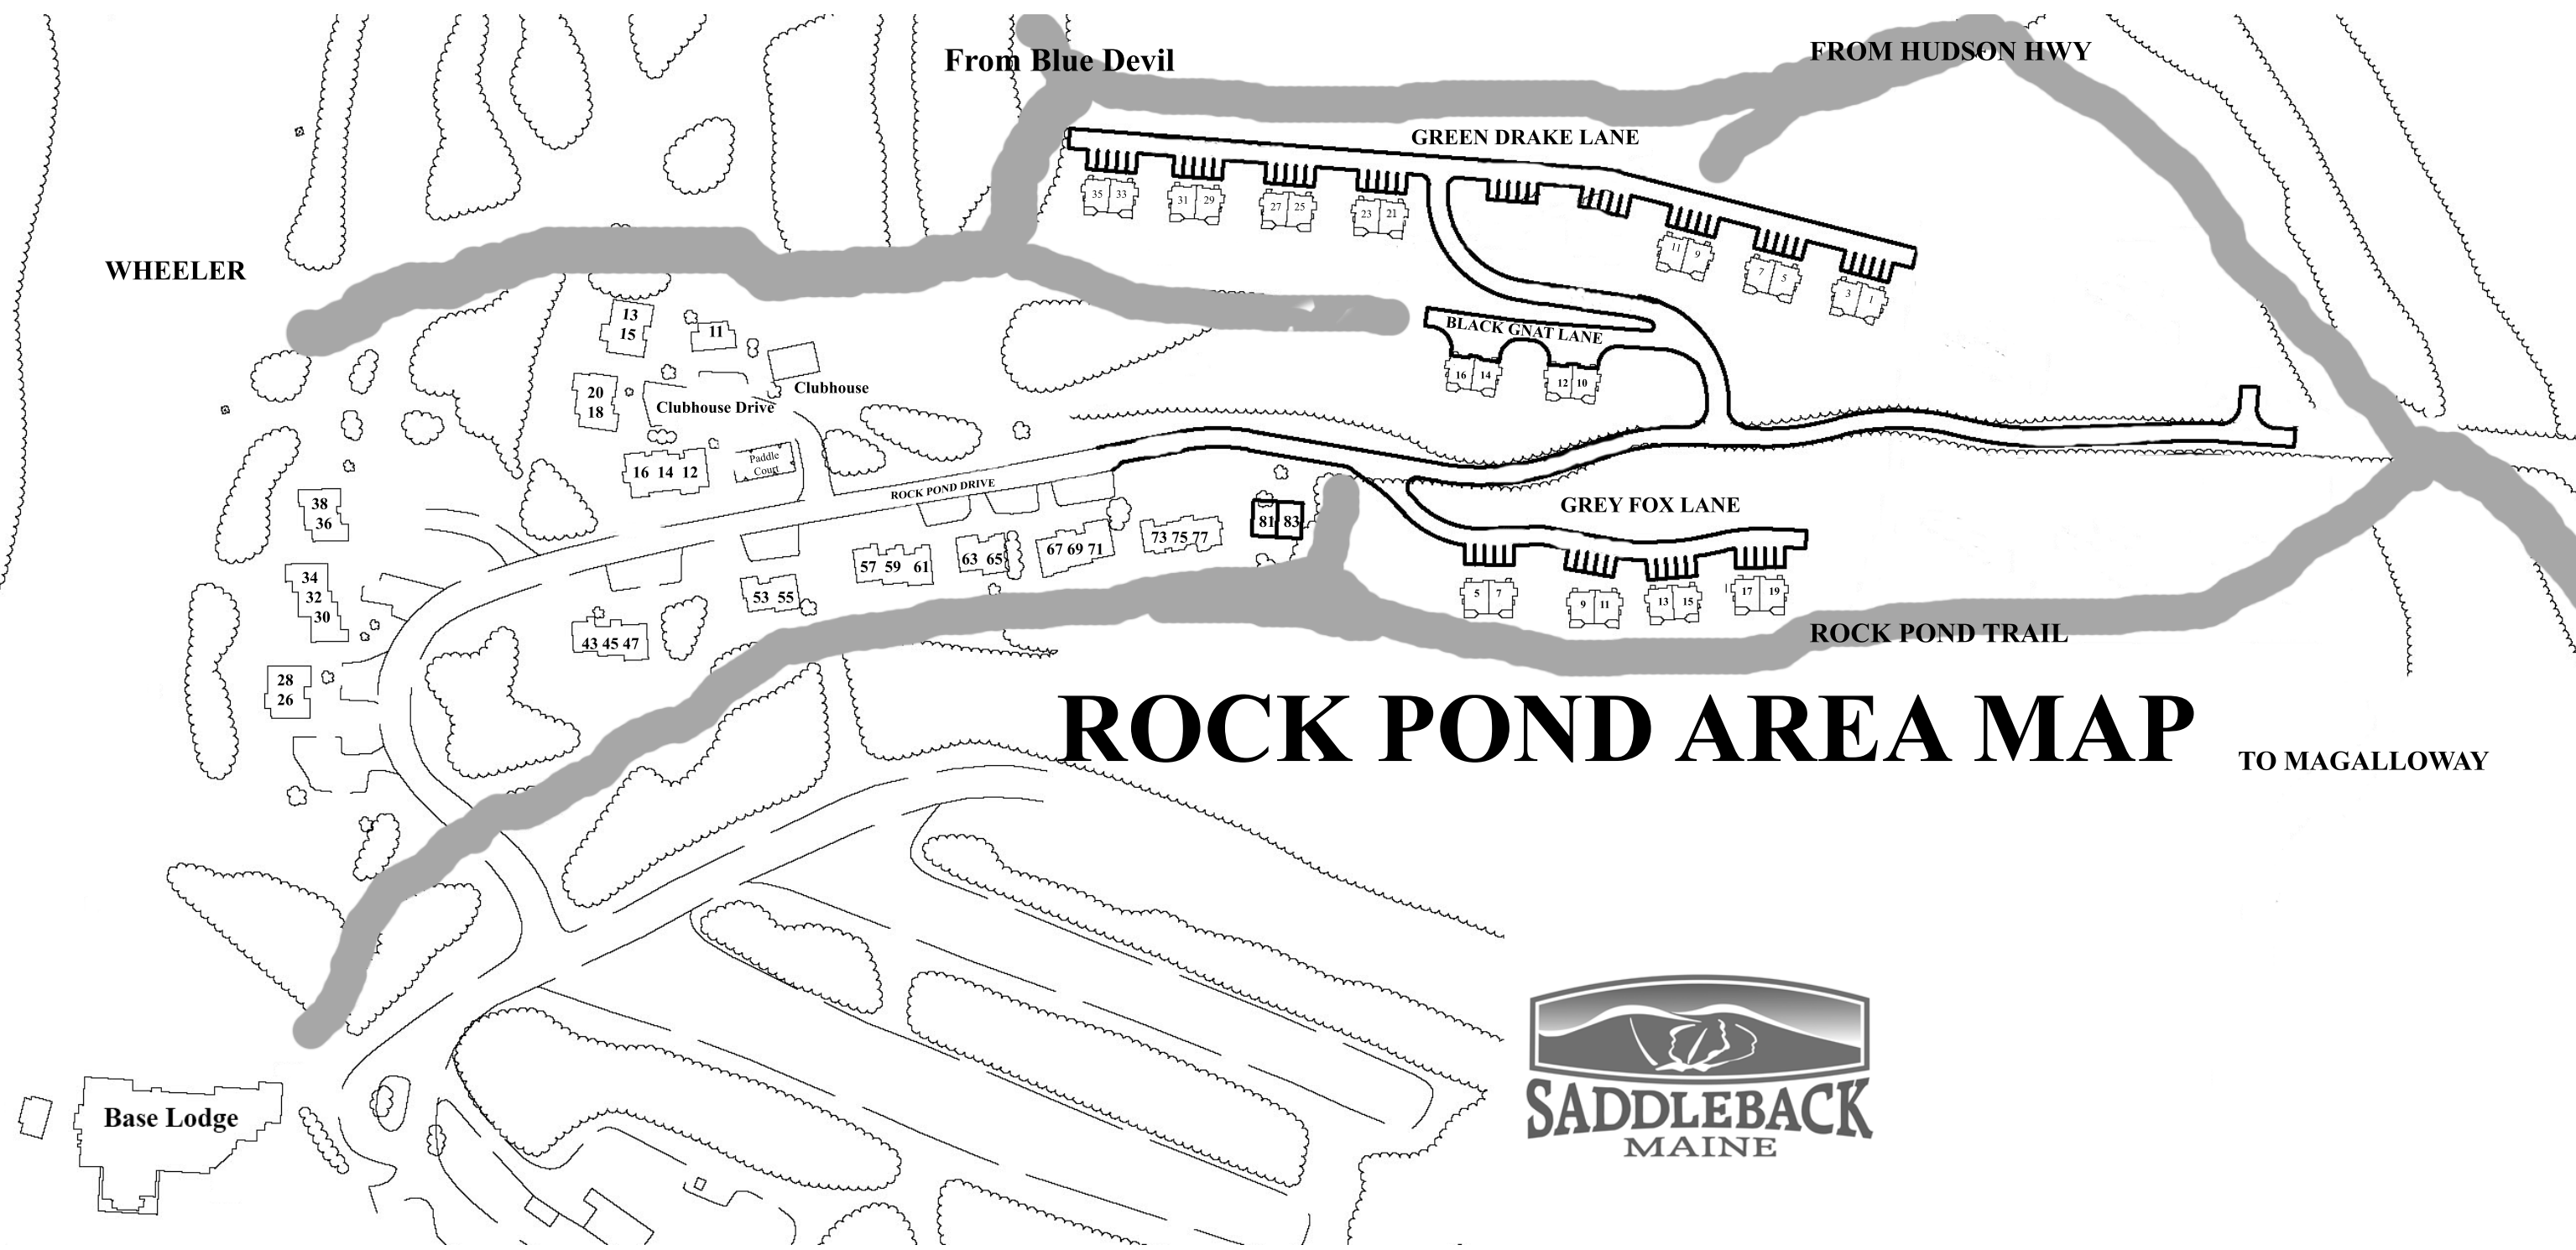 From Blue Devil
FROM HUDSON HWY
GREEN DRAKE LANE
35 33
31 29
27 25
23 21
11 9
7 5
3 1
WHEELER
13
15
11
BLACK GNAT LANE
16 14
12 10
20
18
Clubhouse
Clubhouse Drive
16 14 12
Paddle
Court
ROCK POND DRIVE
38
36
81 83
GREY FOX LANE
57 59 61
63 65
67 69 71
73 75 77
34
32
30
53 55
5 7
9 11
13 15
17 19
43 45 47
ROCK POND TRAIL
28
26
ROCK POND AREA MAP
TO MAGALLOWAY
Base Lodge
SADDLEBACK
MAINE